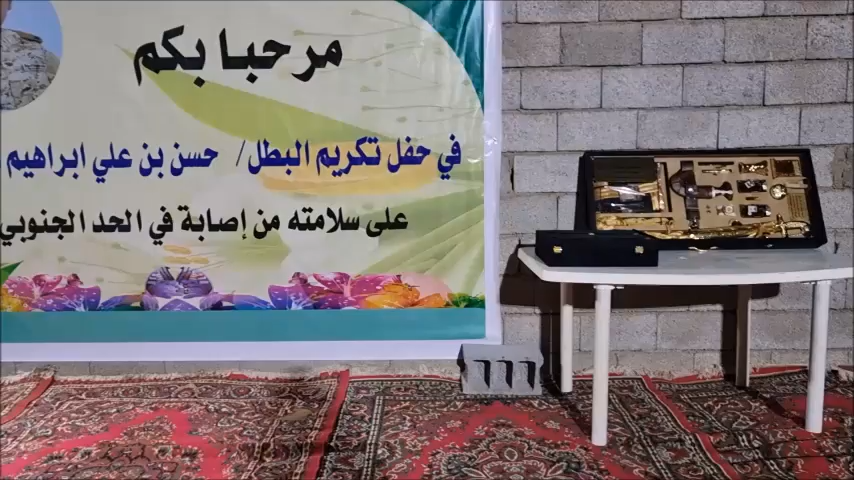 مرحبا بكم
في حفل تكريم البطل/ حسن بن علي ابراهيم
على سلامته من إصابة في الحد الجنوبي